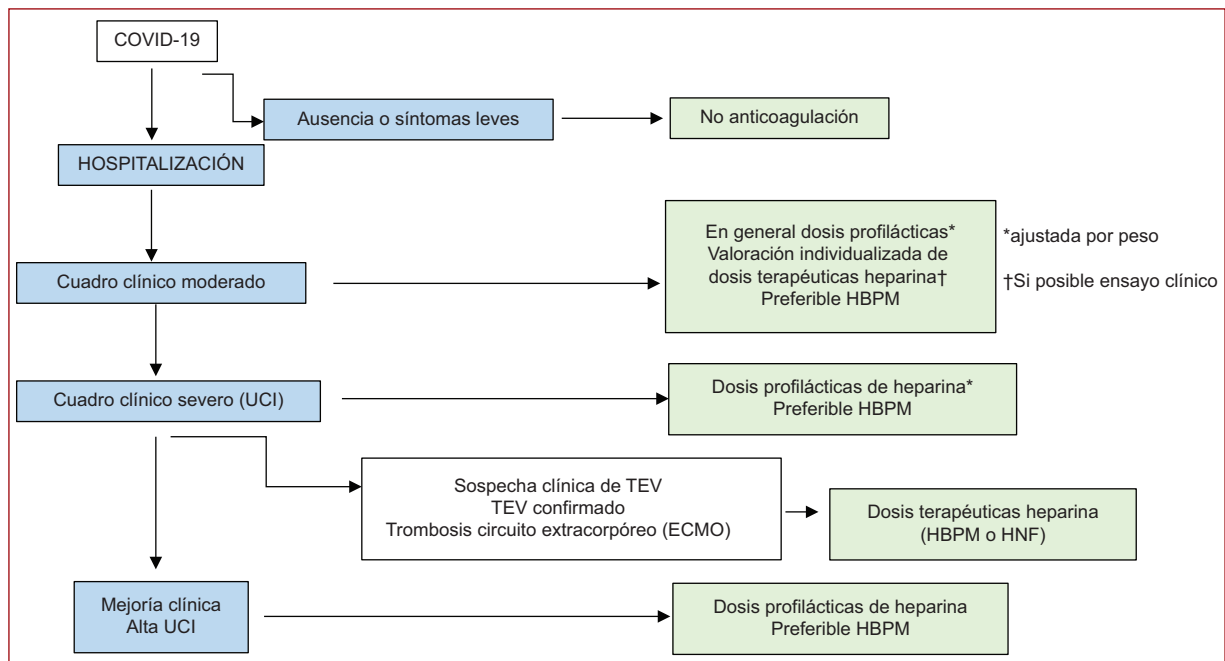 COVID-19
Ausencia o síntomas leves
No anticoagulación
HOSPITALIZACIÓN
Cuadro clínico moderado
En general dosis profilácticas*
Valoración individualizada de
dosis terapéuticas heparina†
Preferible HBPM
*ajustada por peso
†Si posible ensayo clínico
Cuadro clínico severo (UCI)
Dosis profilácticas de heparina*
Preferible HBPM
Sospecha clínica de TEV
TEV confirmado
Trombosis circuito extracorpóreo (ECMO)
Dosis terapéuticas heparina
(HBPM o HNF)
Mejoría clínica
Alta UCI
Dosis profilácticas de heparina
Preferible HBPM